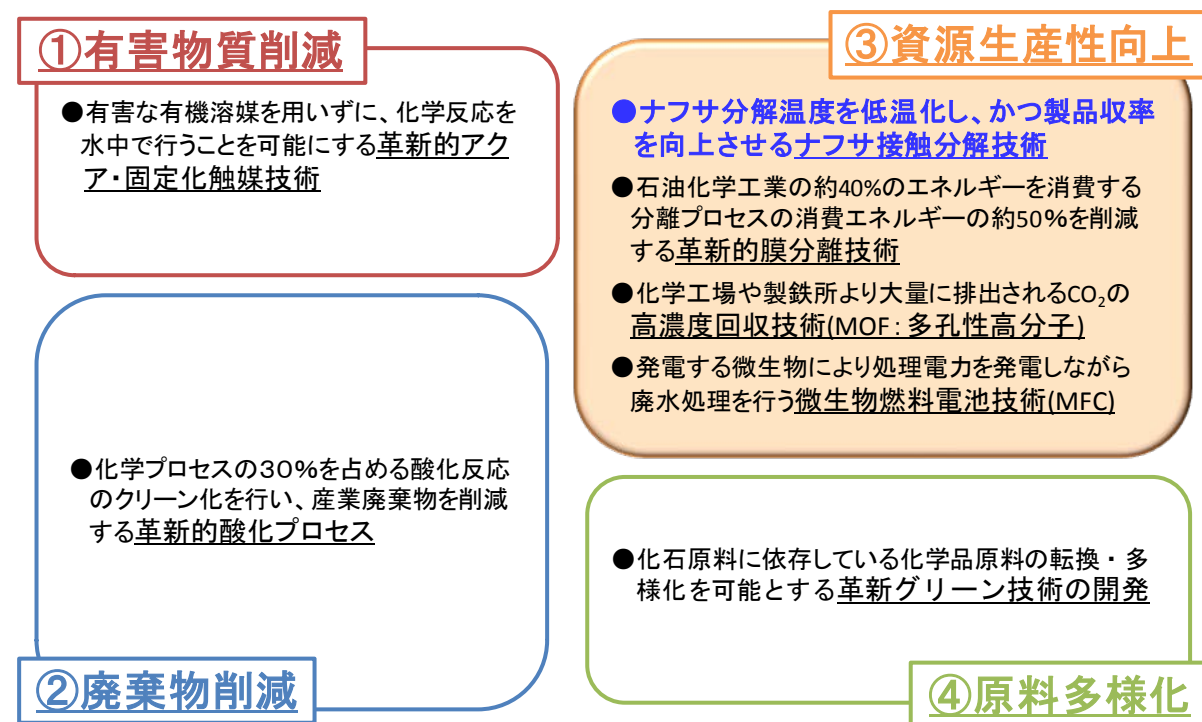 ①有害物質削減
●有害な有機溶媒を用いずに、化学反応を
水中で行うことを可能にする革新的アク
ア・固定化触媒技術
●化学プロセスの３０％を占める酸化反応
のクリーン化を行い、産業廃棄物を削減
する革新的酸化プロセス
②廃棄物削減
③資源生産性向上
●ナフサ分解温度を低温化し、かつ製品収率
を向上させるナフサ接触分解技術
●石油化学工業の約40%のエネルギーを消費する
分離プロセスの消費エネルギーの約50％を削減
する革新的膜分離技術
●化学工場や製鉄所より大量に排出されるCO₂の
高濃度回収技術(MOF：多孔性高分子)
●発電する微生物により処理電力を発電しながら
廃水処理を行う微生物燃料電池技術(MFC)
●化石原料に依存している化学品原料の転換・多
様化を可能とする革新グリーン技術の開発
④原料多様化